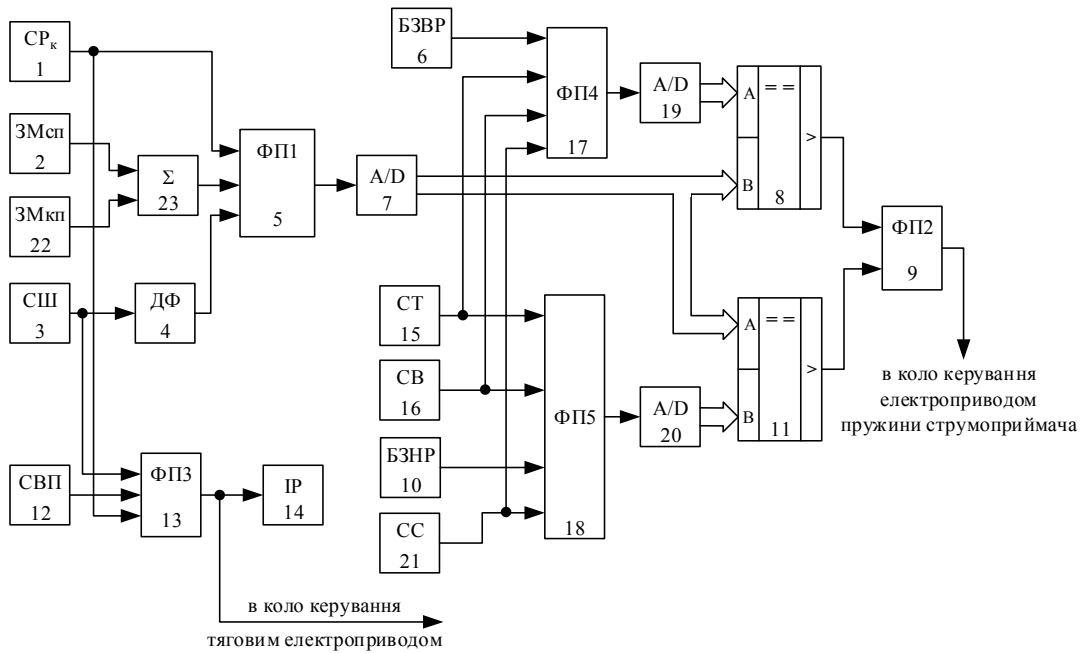 СРк
1
ЗМсп
2
ЗМкп
22
Σ
23
СШ
3
ДФ
4
ФП1
5
A/D
7
СВП
12
ФП3
13
ІР
14
в коло керування
тяговим електроприводом
БЗВР
6
ФП4
17
A/D
19
A
B
==
>
8
СТ
15
СВ
16
БЗНР
10
СС
21
ФП5
18
A/D
20
A
B
==
>
11
ФП2
9
в коло керування
електроприводом
пружини струмоприймача